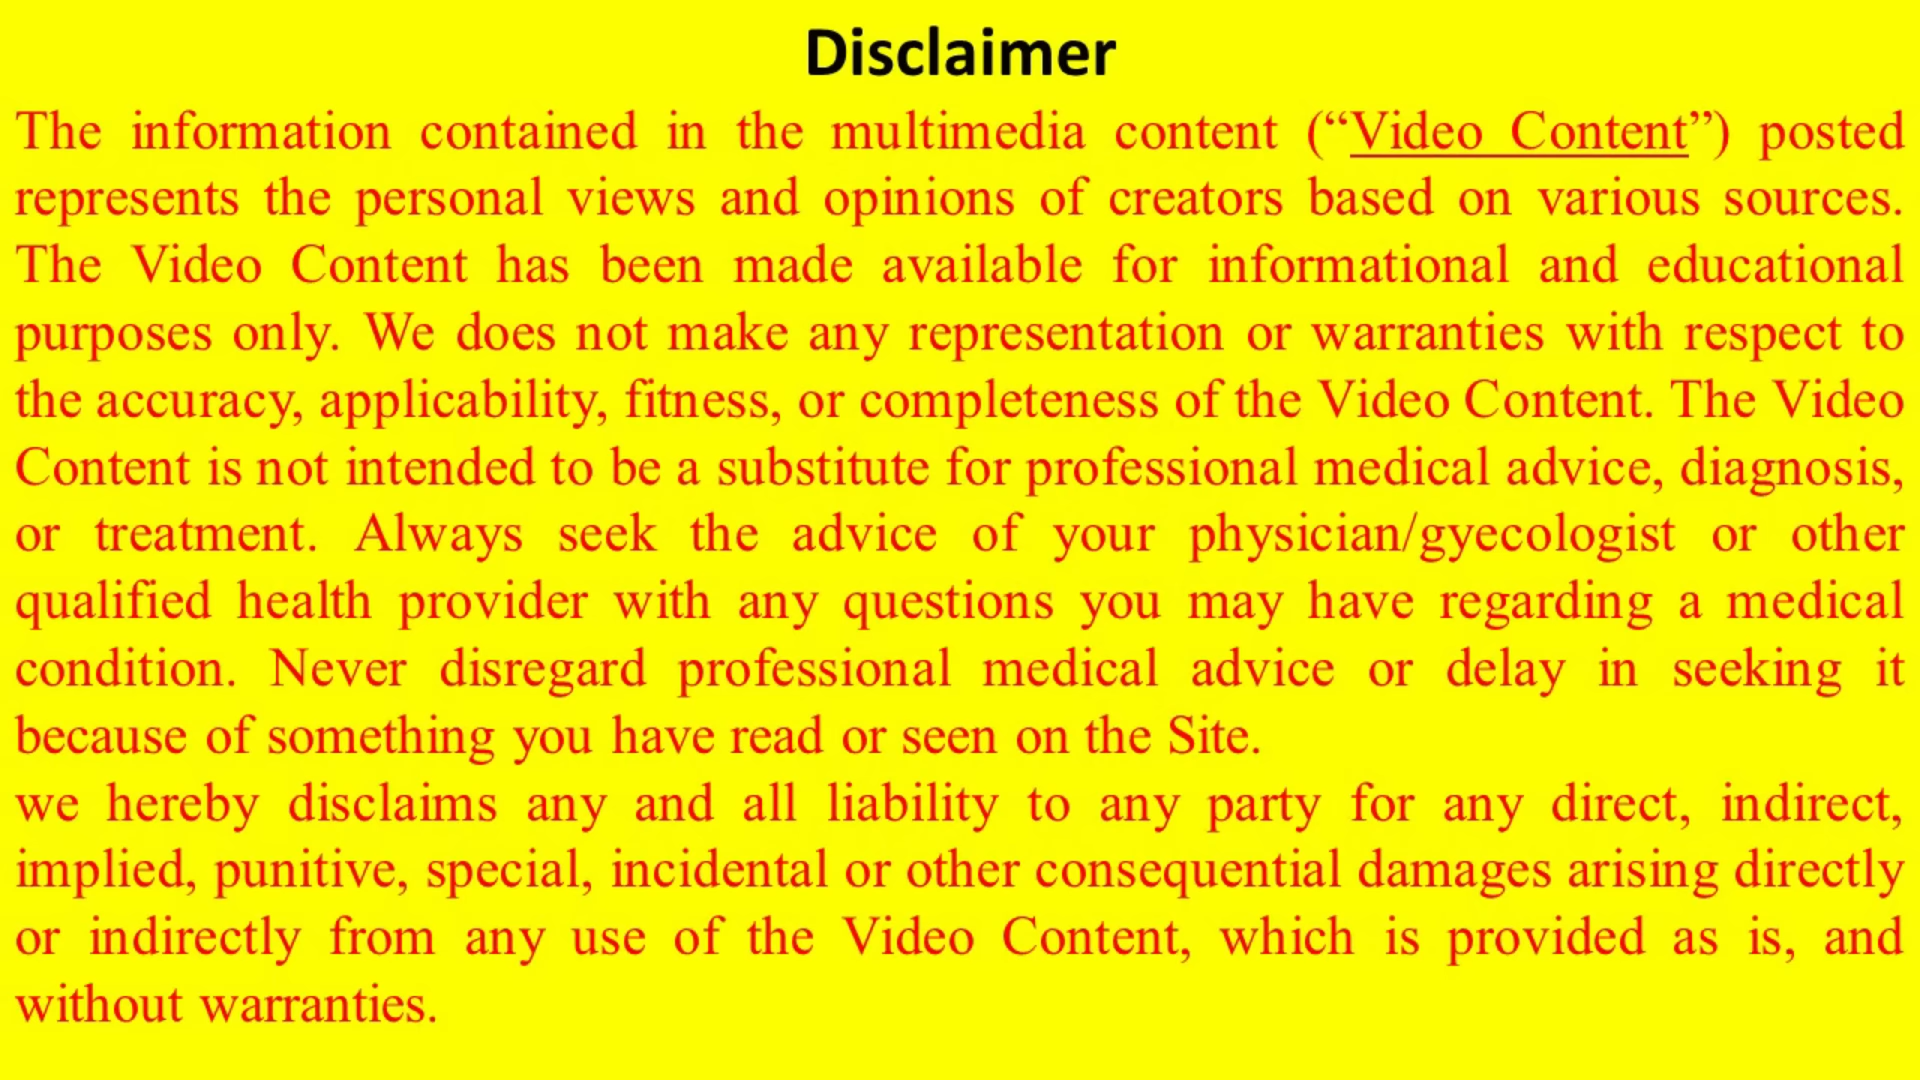 Disclaimer
The information contained in the multimedia content (“Video Content”) posted
represents the personal views and opinions of creators based on various sources.
The Video Content has been made available for informational and educational
purposes only. We does not make any representation or warranties with respect to
the accuracy, applicability, fitness, or completeness of the Video Content. The Video
Content is not intended to be a substitute for professional medical advice, diagnosis,
or treatment. Always seek the advice of your physician/gyecologist or other
qualified health provider with any questions you may have regarding a medical
condition. Never disregard professional medical advice or delay in seeking it
because of something you have read or seen on the Site.
we hereby disclaims any and all liability to any party for any direct, indirect,
implied, punitive, special, incidental or other consequential damages arising directly
or indirectly from any use of the Video Content, which is provided as is, and
without warranties.